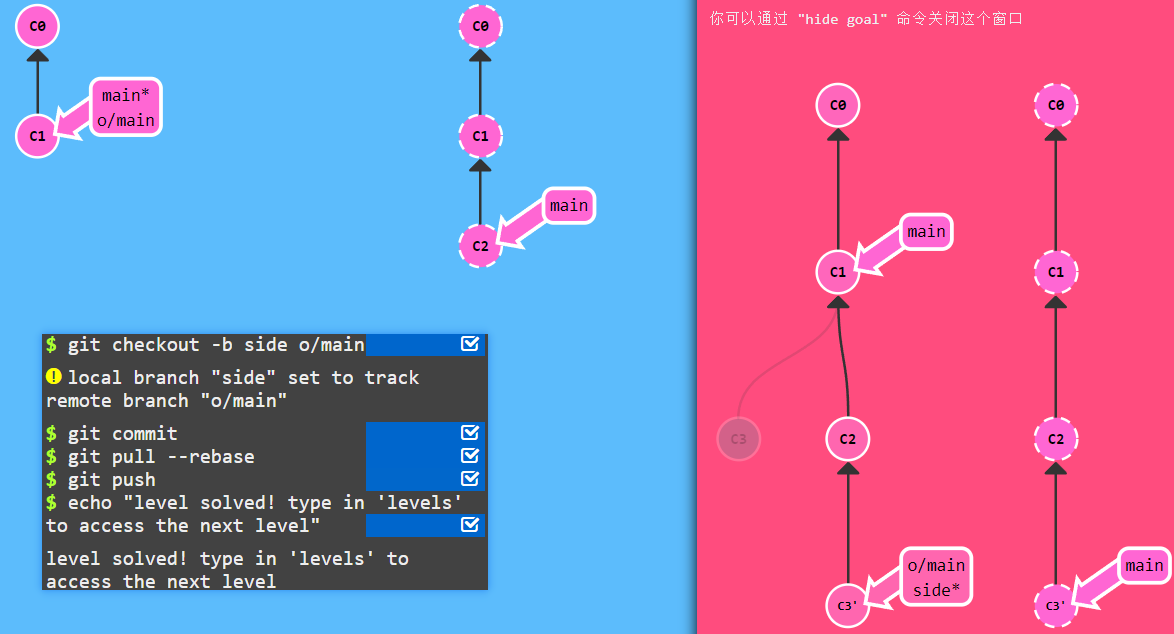 C0
main*
o/main
C1
C0
C1
main
C2
$ git checkout -b side o/main
local branch "side" set to track
remote branch "o/main"
$ git commit
$ git pull --rebase
$ git push
$ echo "level solved! type in 'levels'
to access the next level"
level solved! type in 'levels' to
access the next level
你可以通过 "hide goal" 命令关闭这个窗口
C0
main
C1
C3
C2
o/main
side*
C3'
C0
C1
C2
main
C3'